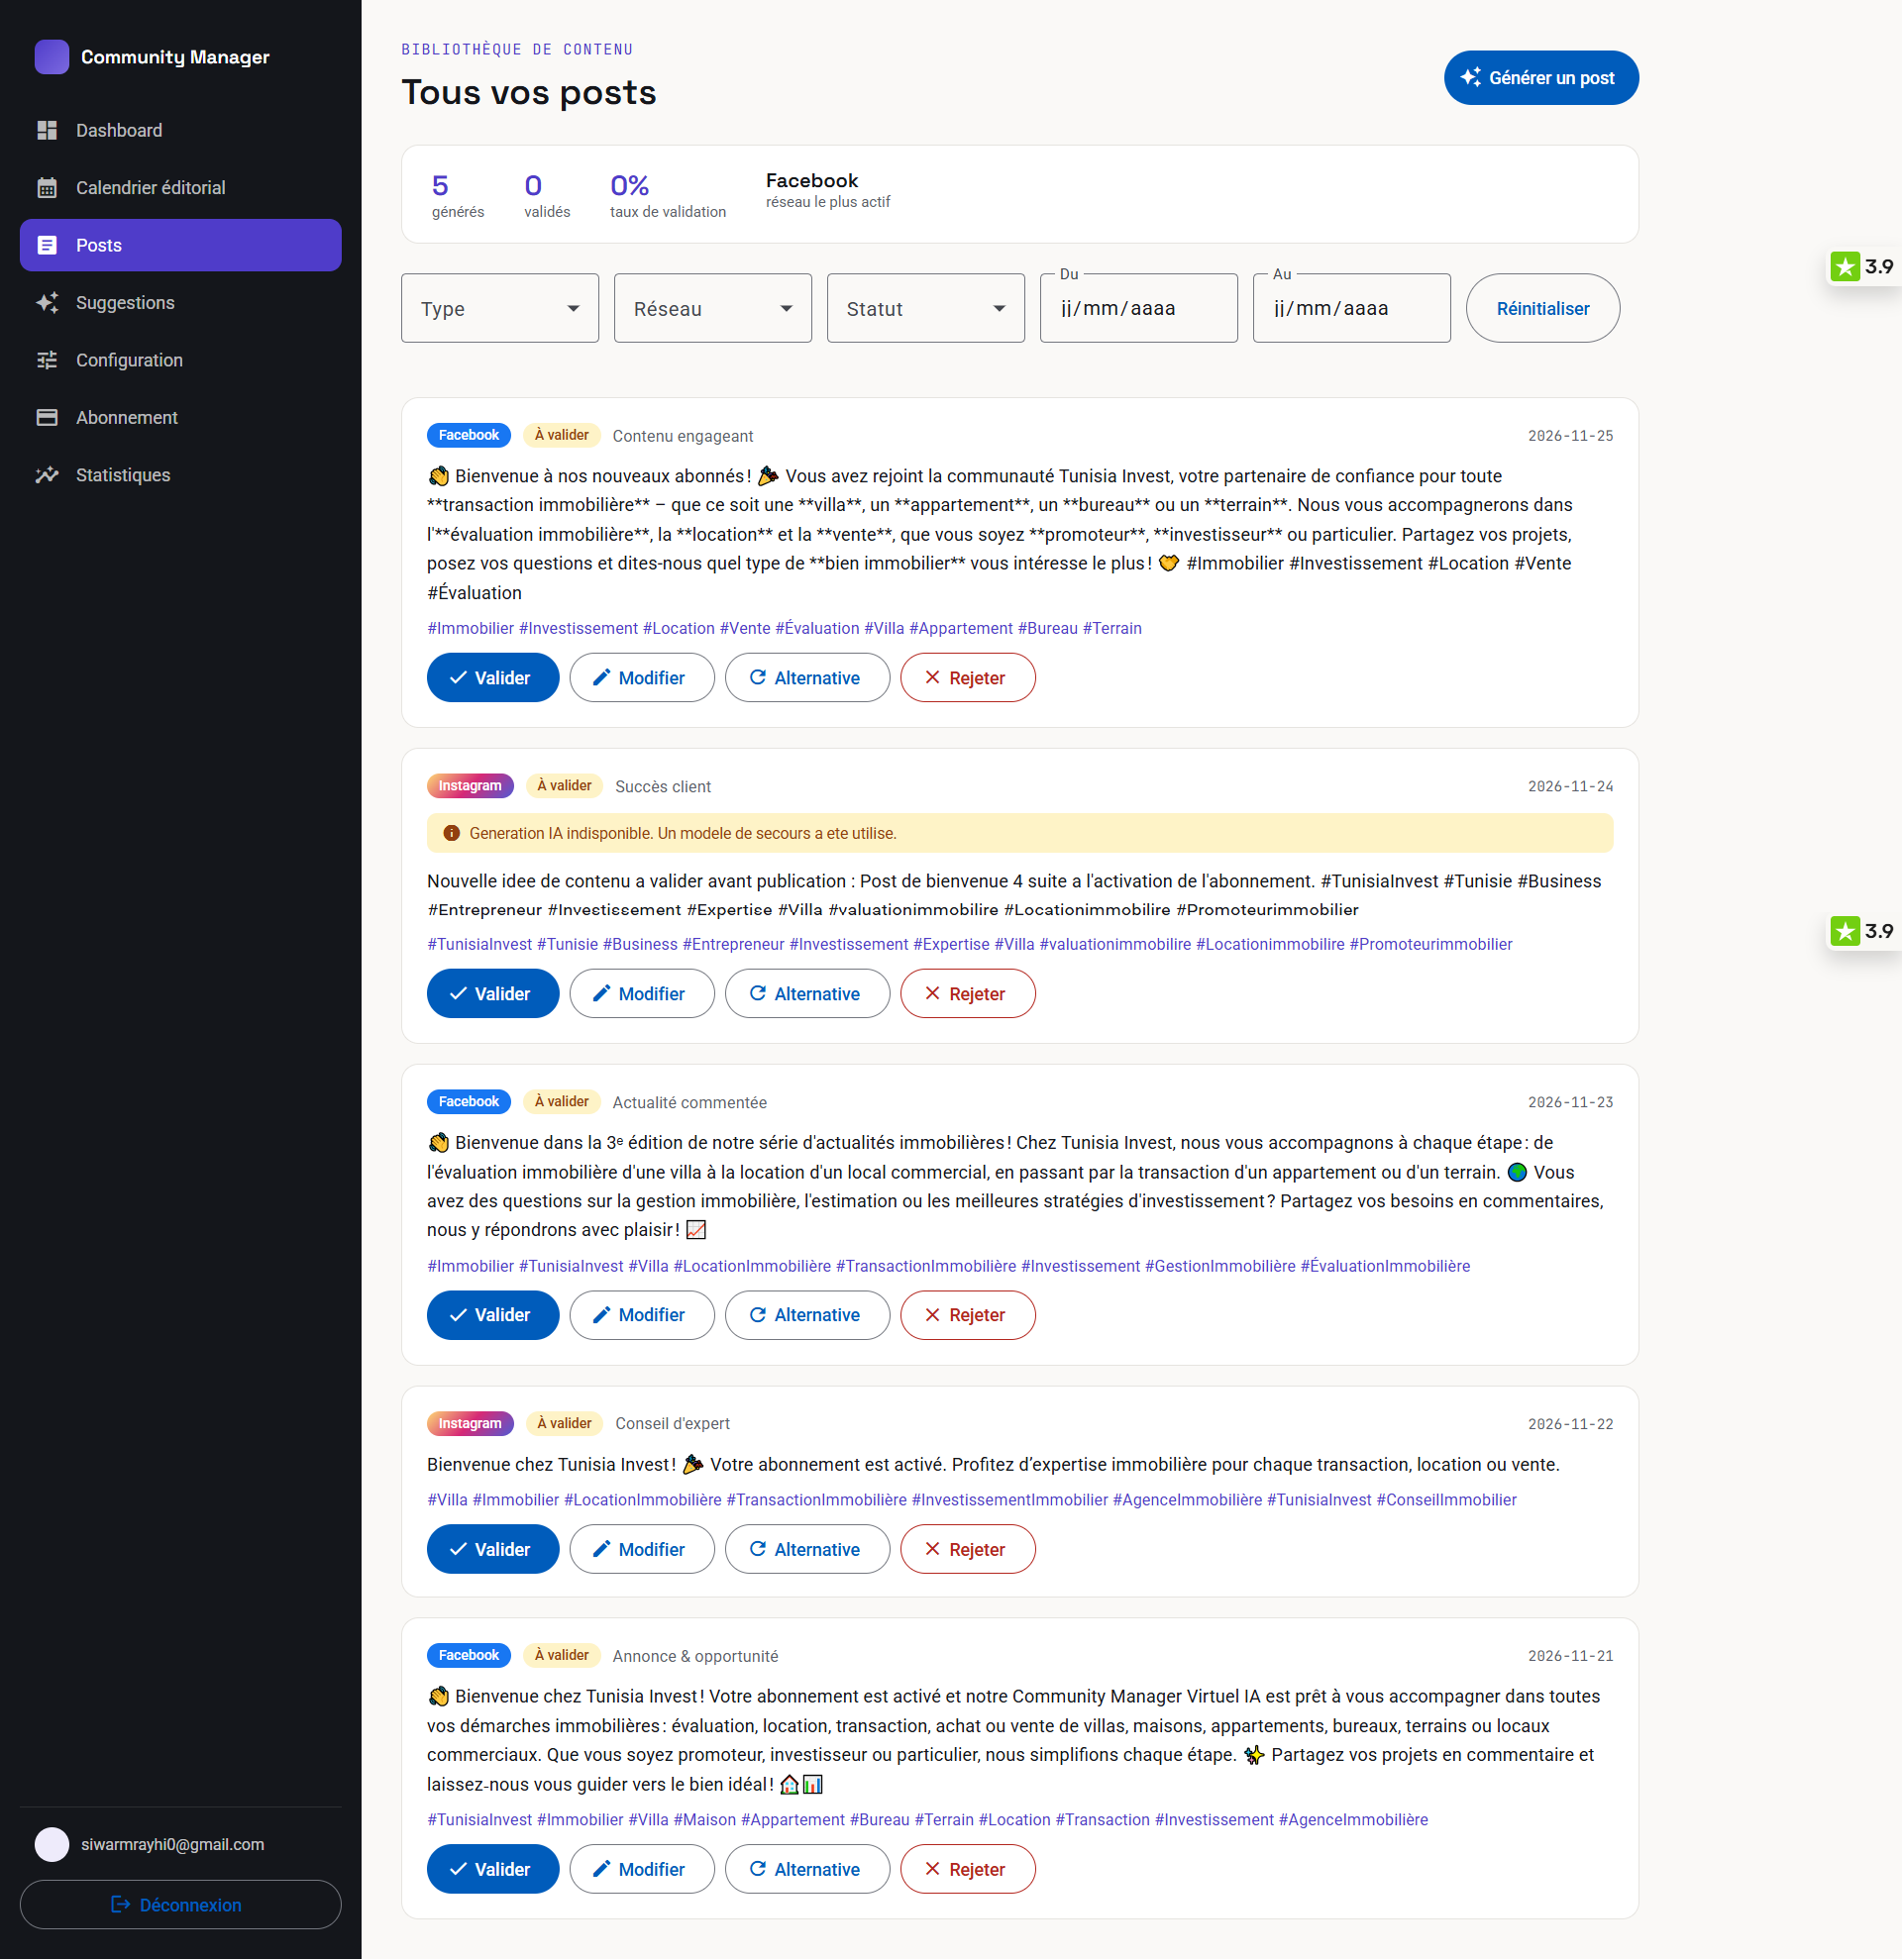 Community Manager
Dashboard
Calendrier éditorial
Posts
Suggestions
Configuration
Abonnement
Statistiques
siwarmrayhi0@gmail.com
Déconnexion
BIBLIOTHÈQUE DE CONTENU
Tous vos posts
Générer un post
5
générés
0
validés
0%
taux de validation
Facebook
réseau le plus actif
Type
Réseau
Statut
Du
jj/mm/aaaa
Au
jj/mm/aaaa
Réinitialiser
Facebook À valider Contenu engageant 2026-11-25
👋 Bienvenue à nos nouveaux abonnés ! 🎉 Vous avez rejoint la communauté Tunisia Invest, votre partenaire de confiance pour toute
**transaction immobilière** – que ce soit une **villa**, un **appartement**, un **bureau** ou un **terrain**. Nous vous accompagnerons dans
l'**évaluation immobilière**, la **location** et la **vente**, que vous soyez **promoteur**, **investisseur** ou particulier. Partagez vos projets,
posez vos questions et dites-nous quel type de **bien immobilier** vous intéresse le plus ! 🤝 #Immobilier #Investissement #Location #Vente
#Évaluation
#Immobilier #Investissement #Location #Vente #Évaluation #Villa #Appartement #Bureau #Terrain
Valider Modifier Alternative Rejeter
Instagram À valider Succès client 2026-11-24
Generation IA indisponible. Un modele de secours a ete utilise.
Nouvelle idee de contenu a valider avant publication : Post de bienvenue 4 suite a l'activation de l'abonnement. #TunisiaInvest #Tunisie #Business
#Entrepreneur #Investissement #Expertise #Villa #valuationimmobilire #Locationimmobilire #Promoteurimmobilier
#TunisiaInvest #Tunisie #Business #Entrepreneur #Investissement #Expertise #Villa #valuationimmobilire #Locationimmobilire #Promoteurimmobilier
Valider Modifier Alternative Rejeter
Facebook À valider Actualité commentée 2026-11-23
👋 Bienvenue dans la 3ᵉ édition de notre série d'actualités immobilières ! Chez Tunisia Invest, nous vous accompagnons à chaque étape : de
l'évaluation immobilière d'une villa à la location d'un local commercial, en passant par la transaction d'un appartement ou d'un terrain. 🌍 Vous
avez des questions sur la gestion immobilière, l'estimation ou les meilleures stratégies d'investissement ? Partagez vos besoins en commentaires,
nous y répondrons avec plaisir ! 📈
#Immobilier #TunisiaInvest #Villa #LocationImmobilière #TransactionImmobilière #Investissement #GestionImmobilière #ÉvaluationImmobilière
Valider Modifier Alternative Rejeter
Instagram À valider Conseil d'expert 2026-11-22
Bienvenue chez Tunisia Invest ! 🎉 Votre abonnement est activé. Profitez d’expertise immobilière pour chaque transaction, location ou vente.
#Villa #Immobilier #LocationImmobilière #TransactionImmobilière #InvestissementImmobilier #AgenceImmobilière #TunisiaInvest #ConseilImmobilier
Valider Modifier Alternative Rejeter
Facebook À valider Annonce & opportunité 2026-11-21
👋 Bienvenue chez Tunisia Invest ! Votre abonnement est activé et notre Community Manager Virtuel IA est prêt à vous accompagner dans toutes
vos démarches immobilières : évaluation, location, transaction, achat ou vente de villas, maisons, appartements, bureaux, terrains ou locaux
commerciaux. Que vous soyez promoteur, investisseur ou particulier, nous simplifions chaque étape. ✨ Partagez vos projets en commentaire et
laissez-nous vous guider vers le bien idéal ! 🏠📊
#TunisiaInvest #Immobilier #Villa #Maison #Appartement #Bureau #Terrain #Location #Transaction #Investissement #AgenceImmobilière
Valider Modifier Alternative Rejeter
3.9
3.9